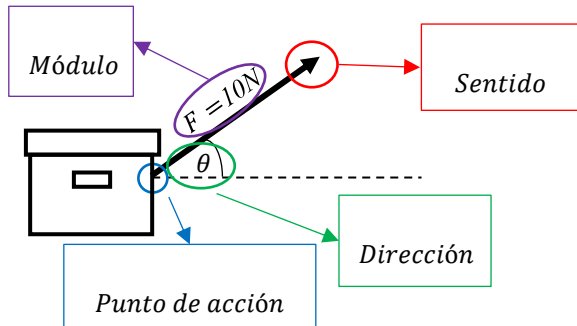 Módulo
Sentido
F = 10N
θ
Dirección
Punto de acción